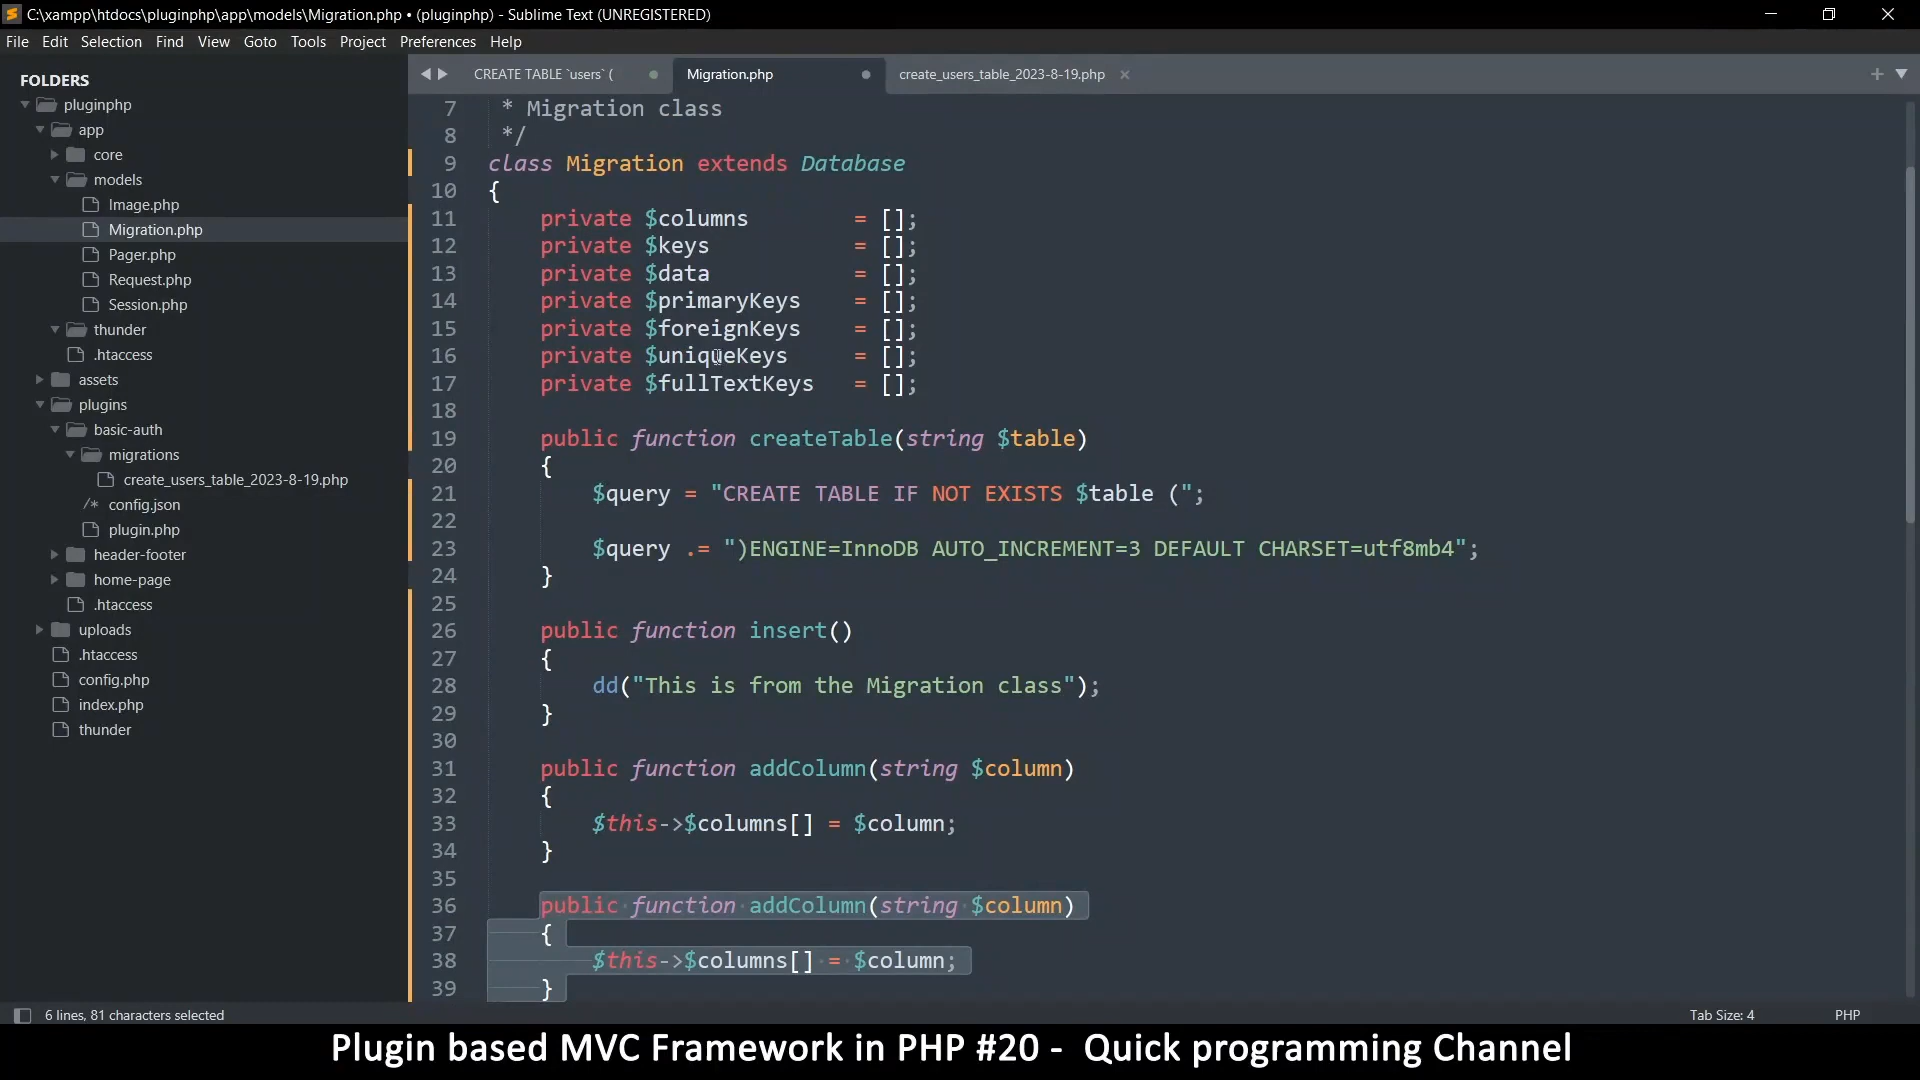 C:\xampp\htdocs\pluginphp\app\models\Migration.php • (pluginphp) - Sublime Text (UNREGISTERED)
File Edit Selection Find View Goto Tools Project Preferences Help
FOLDERS
pluginphp
app
core
models
Image.php
Migration.php
Pager.php
Request.php
Session.php
thunder
.htaccess
assets
plugins
basic-auth
migrations
create_users_table_2023-8-19.php
config.json
plugin.php
header-footer
home-page
.htaccess
uploads
.htaccess
config.php
index.php
thunder
CREATE TABLE `users` (
Migration.php
create_users_table_2023-8-19.php
7 * Migration class
8 */
9 class Migration extends Database
10 {
11 private $columns = [];
12 private $keys = [];
13 private $data = [];
14 private $primaryKeys = [];
15 private $foreignKeys = [];
16 private $uniqueKeys = [];
17 private $fullTextKeys = [];
18
19 public function createTable(string $table)
20 {
21 $query = "CREATE TABLE IF NOT EXISTS $table (";
22
23 $query .= ")ENGINE=InnoDB AUTO_INCREMENT=3 DEFAULT CHARSET=utf8mb4";
24 }
25
26 public function insert()
27 {
28 dd("This is from the Migration class");
29 }
30
31 public function addColumn(string $column)
32 {
33 $this->$columns[] = $column;
34 }
35
36 public function addColumn(string $column)
37 {
38 $this->$columns[] = $column;
39 }
6 lines, 81 characters selected
Tab Size: 4
PHP
Plugin based MVC Framework in PHP #20 - Quick programming Channel